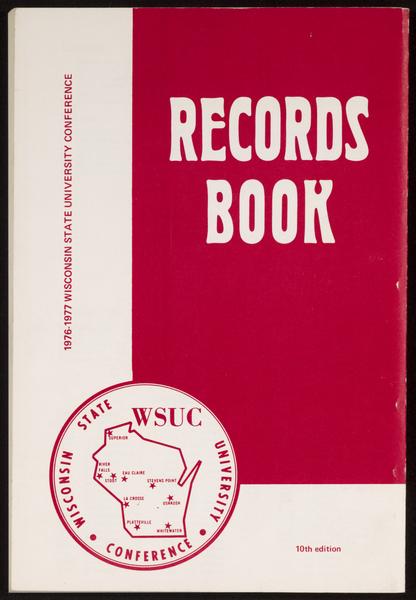 1976-1977 WISCONSIN STATE UNIVERSITY CONFERENCE
RECORDS
BOOK
WISCONSIN STATE UNIVERSITY
• CONFERENCE •
WSUC
SUPERIOR
RIVER
FALLS
STOUT
EAU CLAIRE
STEVENS POINT
LA CROSSE
OSHKOSH
PLATTEVILLE
WHITEWATER
10th edition